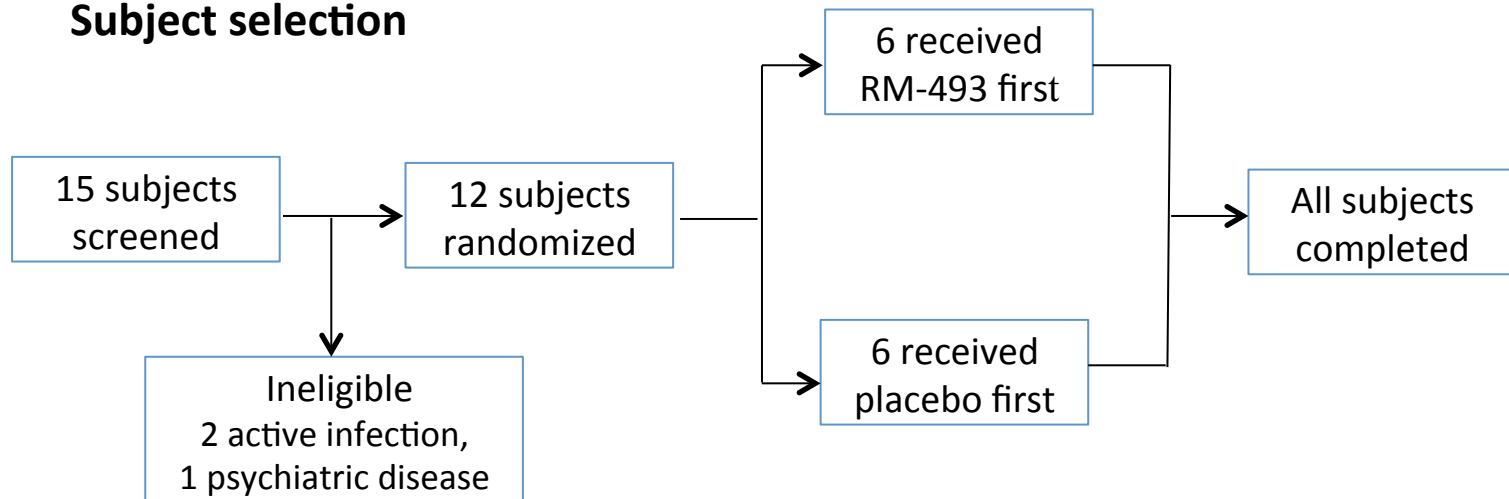 Subject selection
15 subjects
screened
Ineligible
2 active infection,
1 psychiatric disease
12 subjects
randomized
6 received
RM-493 first
6 received
placebo first
All subjects
completed